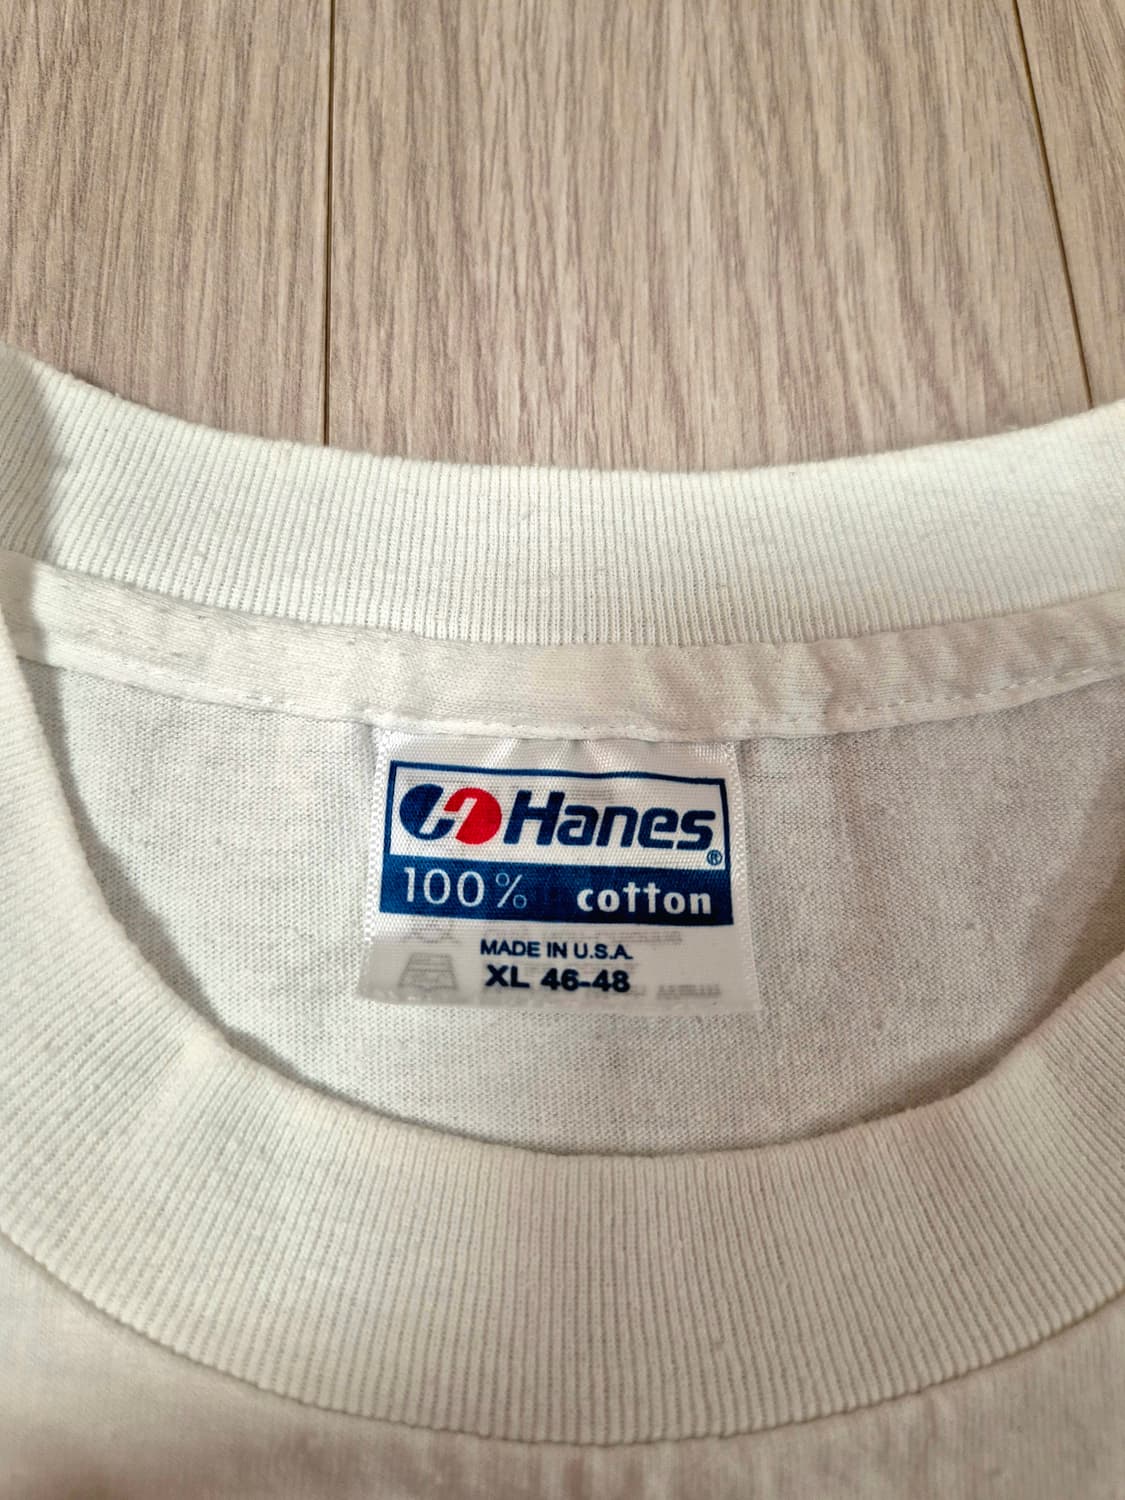 Hanes®
100% cotton
MADE IN U.S.A.
XL 46-48